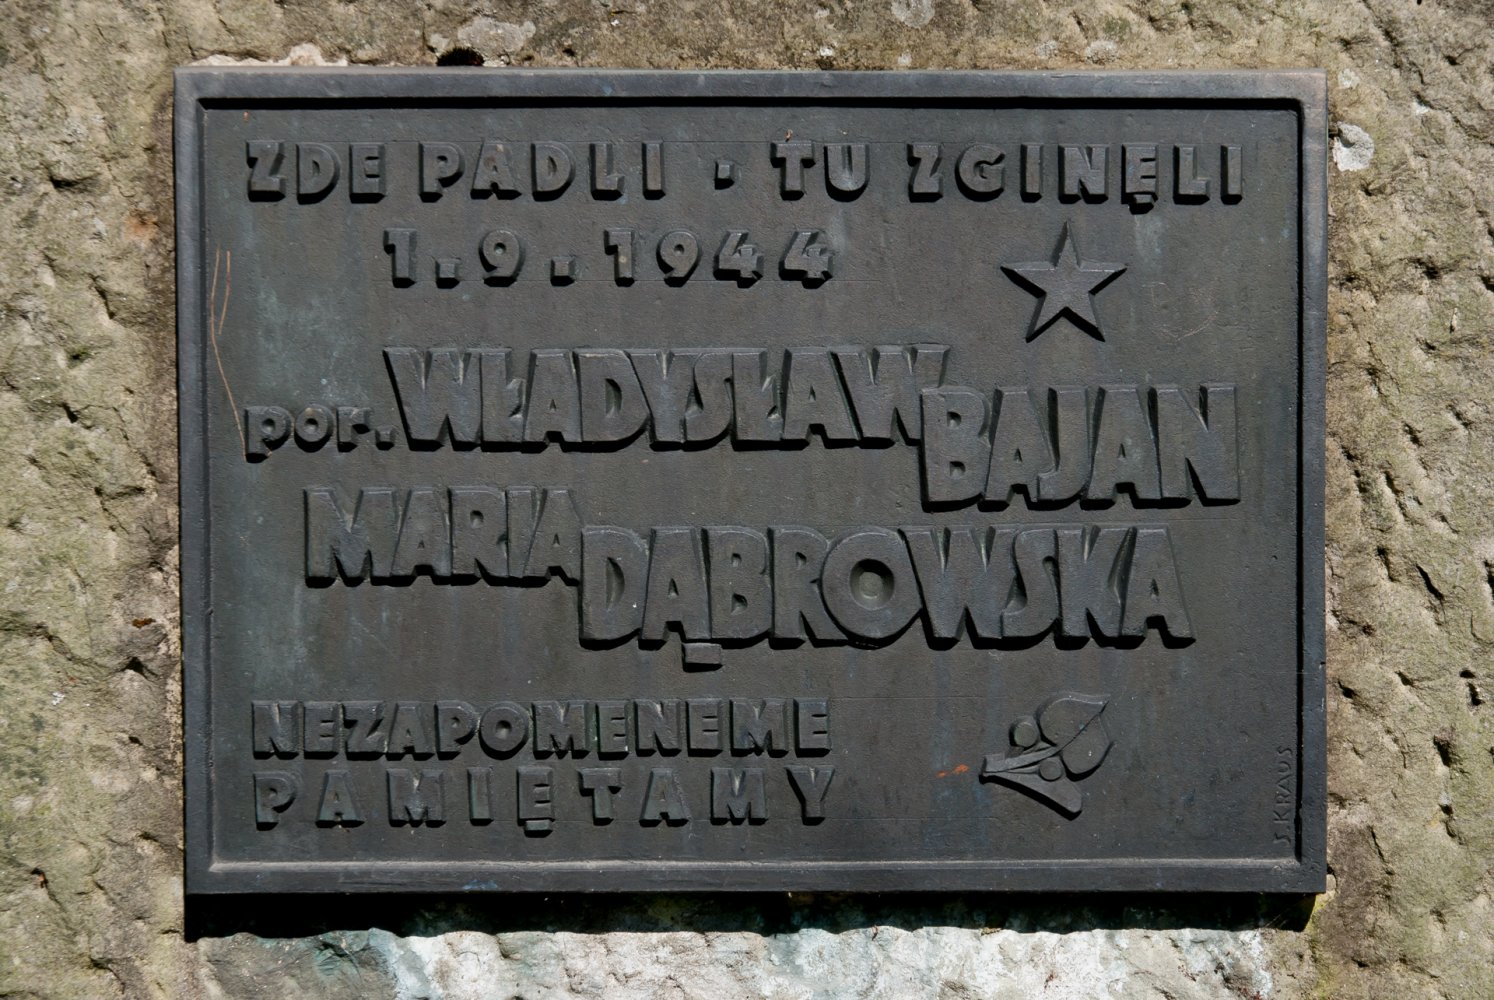 ZDE PADLI · TU ZGINĘLI
1.9.1944
por. WŁADYSŁAW BAJAN
MARIA DĄBROWSKA
NEZAPOMENEME
PAMIĘTAMY
S.KRAUS